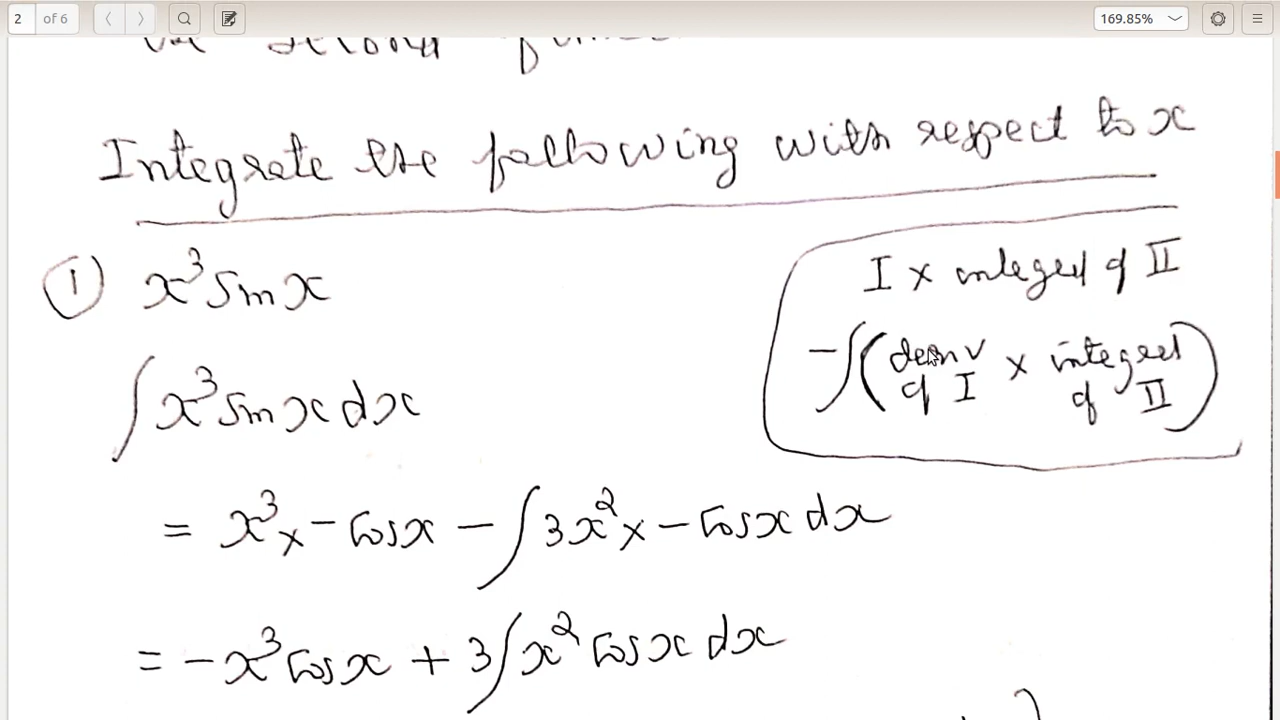 2 of 6 169.85%
Integrate the following with respect to x
① x³ sin x
I × integral of II
−∫(deriv of I × integral of II)
∫x³ sin x dx
= x³ × −cos x − ∫3x² × −cos x dx
= −x³ cos x + 3∫x² cos x dx